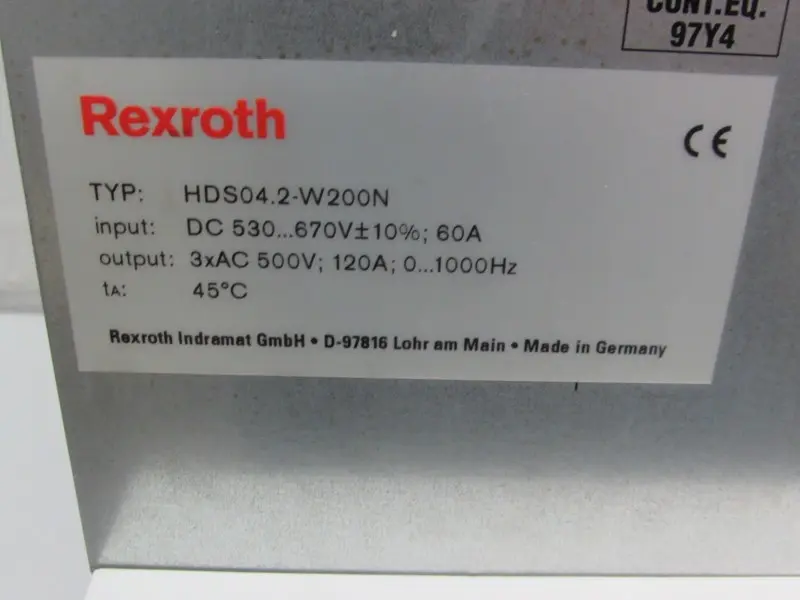 CONT.EQ.
97Y4
Rexroth
CE
TYP: HDS04.2-W200N
input: DC 530...670V±10%; 60A
output: 3xAC 500V; 120A; 0...1000Hz
tA: 45°C
Rexroth Indramat GmbH • D-97816 Lohr am Main • Made in Germany